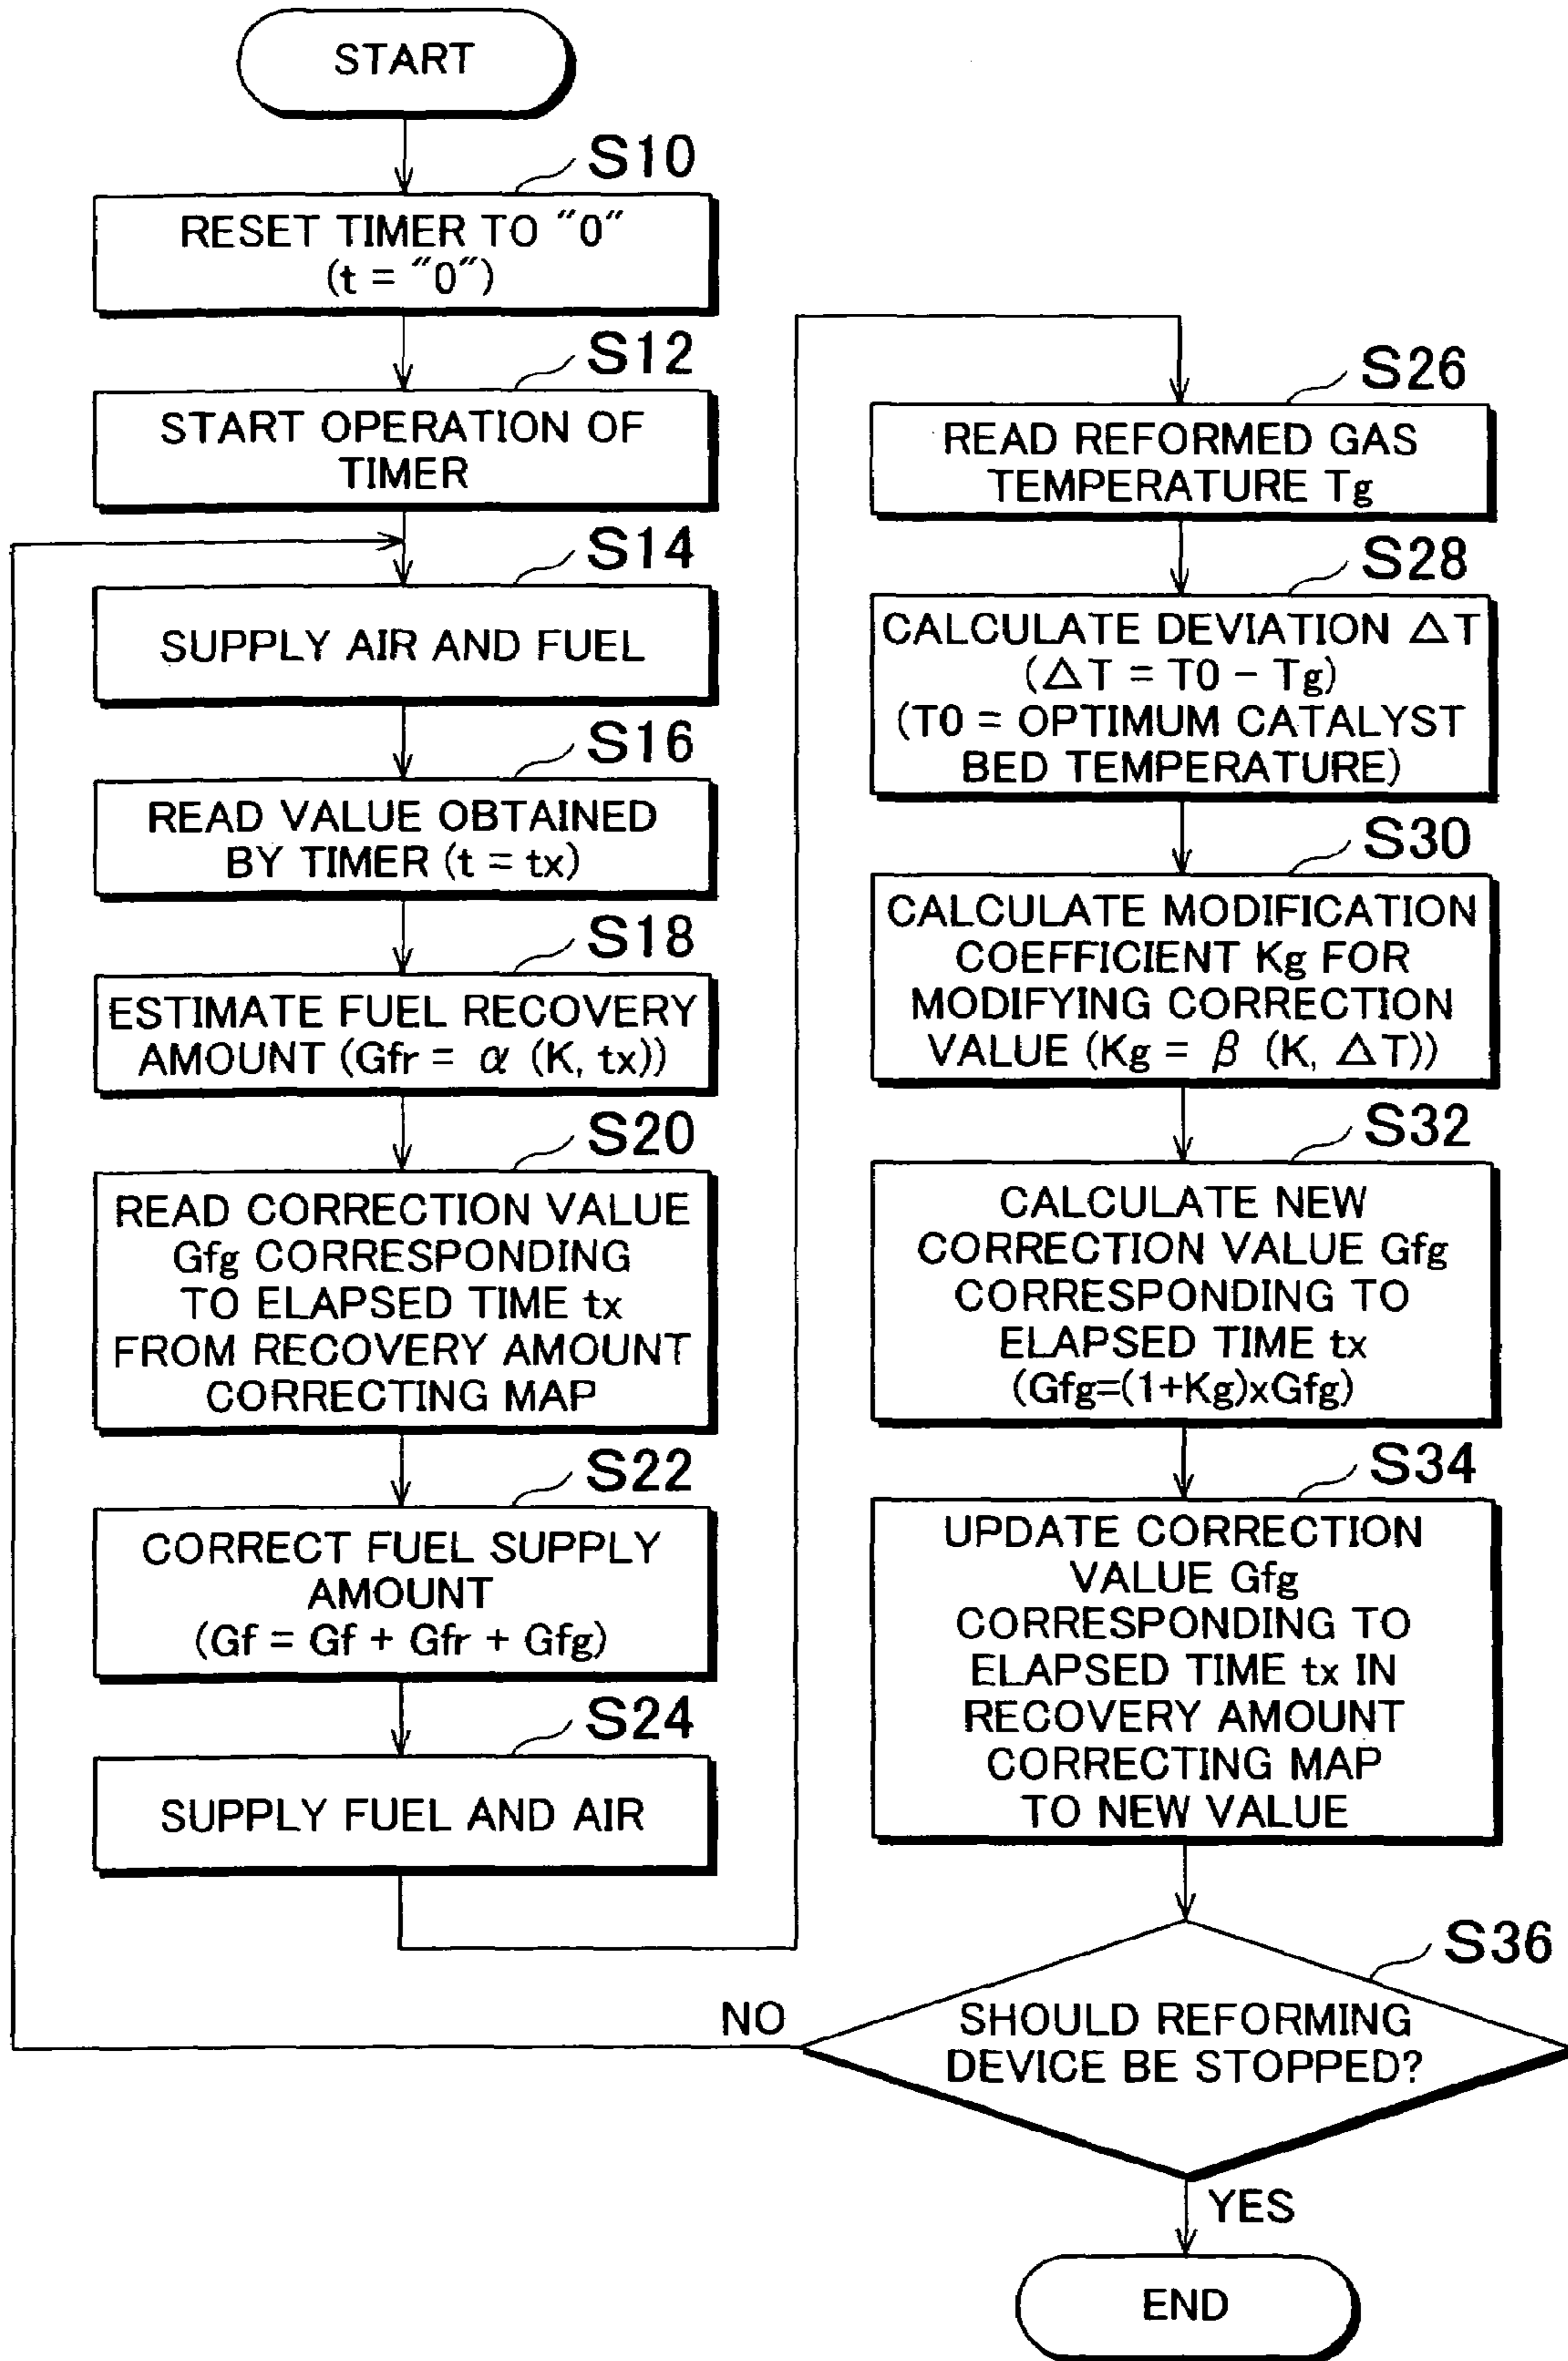 START
S10
RESET TIMER TO "0"
(t = "0")
S12
START OPERATION OF
TIMER
S14
SUPPLY AIR AND FUEL
S16
READ VALUE OBTAINED
BY TIMER (t = tx)
S18
ESTIMATE FUEL RECOVERY
AMOUNT (Gfr = α (K, tx))
S20
READ CORRECTION VALUE
Gfg CORRESPONDING
TO ELAPSED TIME tx
FROM RECOVERY AMOUNT
CORRECTING MAP
S22
CORRECT FUEL SUPPLY
AMOUNT
(Gf = Gf + Gfr + Gfg)
S24
SUPPLY FUEL AND AIR
S26
READ REFORMED GAS
TEMPERATURE Tg
S28
CALCULATE DEVIATION △T
(△T = T0 − Tg)
(T0 = OPTIMUM CATALYST
BED TEMPERATURE)
S30
CALCULATE MODIFICATION
COEFFICIENT Kg FOR
MODIFYING CORRECTION
VALUE (Kg = β (K, △T))
S32
CALCULATE NEW
CORRECTION VALUE Gfg
CORRESPONDING TO
ELAPSED TIME tx
(Gfg=(1+Kg)xGfg)
S34
UPDATE CORRECTION
VALUE Gfg
CORRESPONDING TO
ELAPSED TIME tx IN
RECOVERY AMOUNT
CORRECTING MAP
TO NEW VALUE
S36
SHOULD REFORMING
DEVICE BE STOPPED?
NO
YES
END